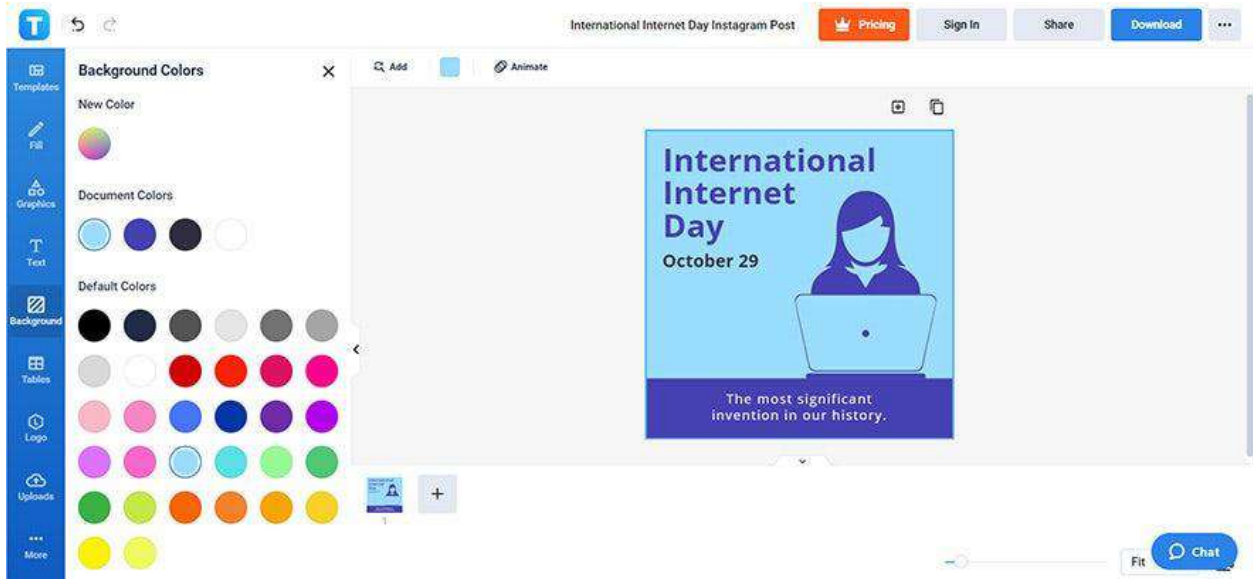 T
International Internet Day Instagram Post
Pricing
Sign In
Share
Download
Templates
Fill
Graphics
Text
Background
Tables
Logo
Uploads
More
Background Colors
New Color
Document Colors
Default Colors
Add
Animate
International
Internet
Day
October 29
The most significant
invention in our history.
1
Fit
Chat